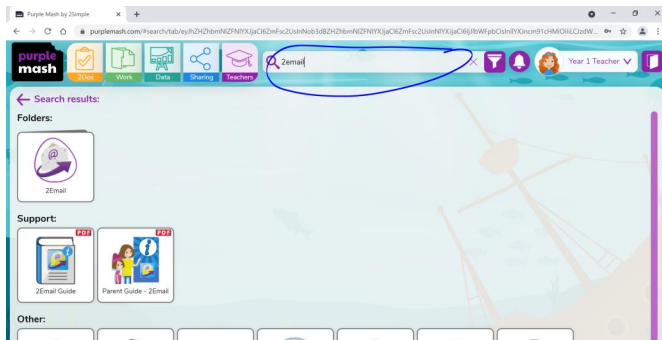 Purple Mash by 2Simple
purplemash.com/#search/tab/
purple mash
2Dos
Work
Data
Sharing
Teachers
2email
Year 1 Teacher
Search results:
Folders:
2Email
Support:
PDF
PDF
2Email Guide
Parent Guide - 2Email
Other: